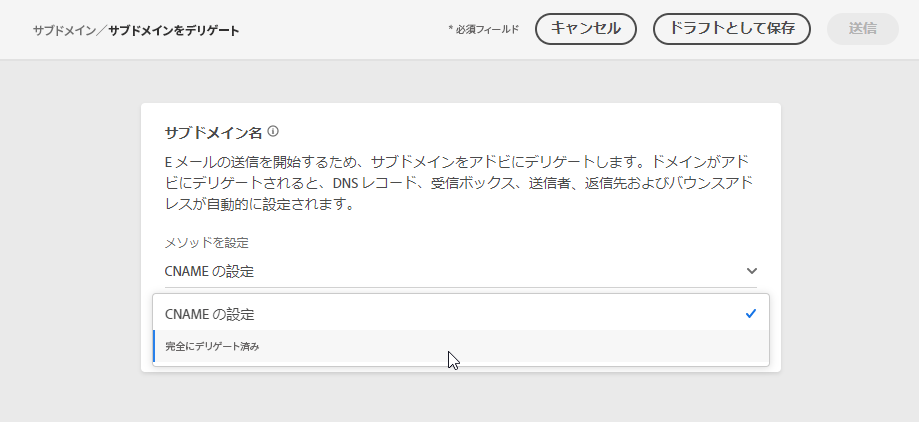 サブドメイン／サブドメインをデリゲート
* 必須フィールド
キャンセル
ドラフトとして保存
送信
サブドメイン名
E メールの送信を開始するため、サブドメインをアドビにデリゲートします。ドメインがアド
ビにデリゲートされると、DNS レコード、受信ボックス、送信者、返信先およびバウンスアド
レスが自動的に設定されます。
メソッドを設定
CNAME の設定
CNAME の設定
完全にデリゲート済み